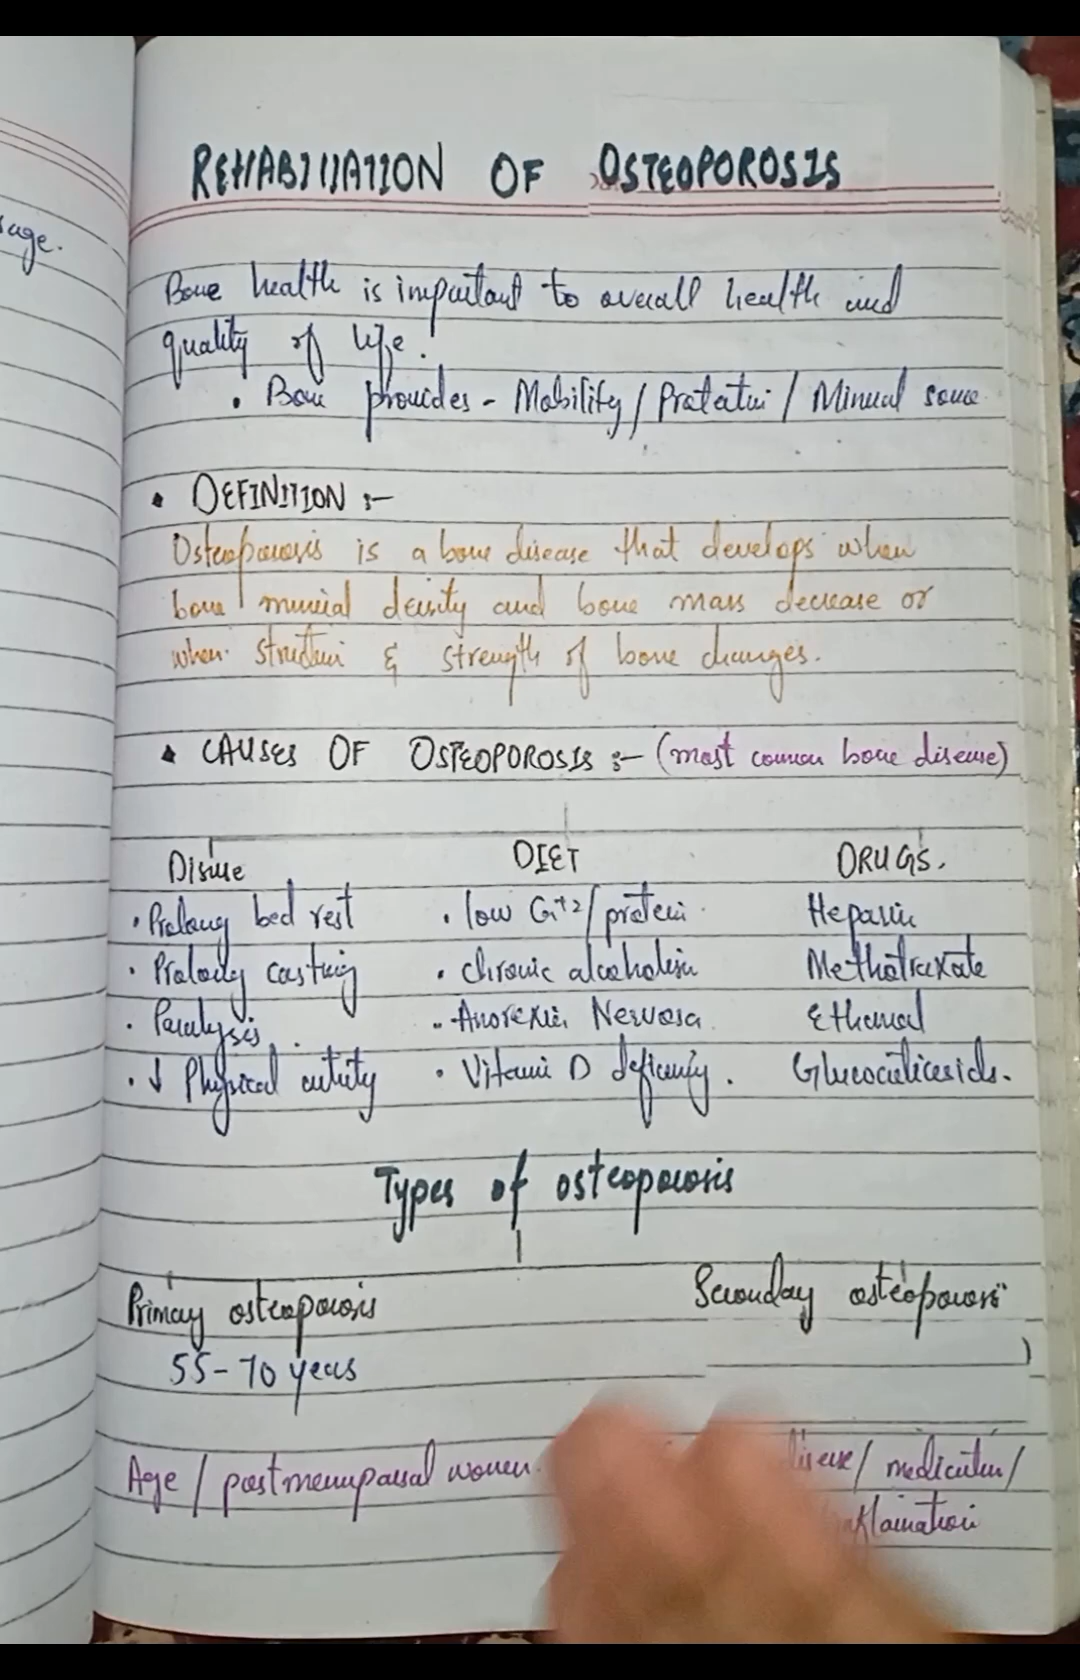 sage.
REHABILIATION OF OSTEOPOROSIS
Bone health is important to overall health and
quality of life.
• Bone provides - Mobility / Protection / Mineral source
• DEFINITION :-
Osteoporosis is a bone disease that develops when
bone mineral density and bone mass decrease or
when structure & strength of bone changes.
▲ CAUSES OF OSTEOPOROSIS :- (most common bone disease)
Disuse DIET DRUGS.
• Prolong bed rest • low Ca+2 / protein Heparin
• Prolong casting • chronic alcoholism Methotrexate
• Paralysis • Anorexia Nervosa Ethanol
• ↓ Physical activity • Vitamin D deficiency. Glucocorticoids.
Types of osteoporosis
Primary osteoporosis Secondary osteoporosis
55-70 years )
Age / postmenopausal women. disease / medication /
inflamation